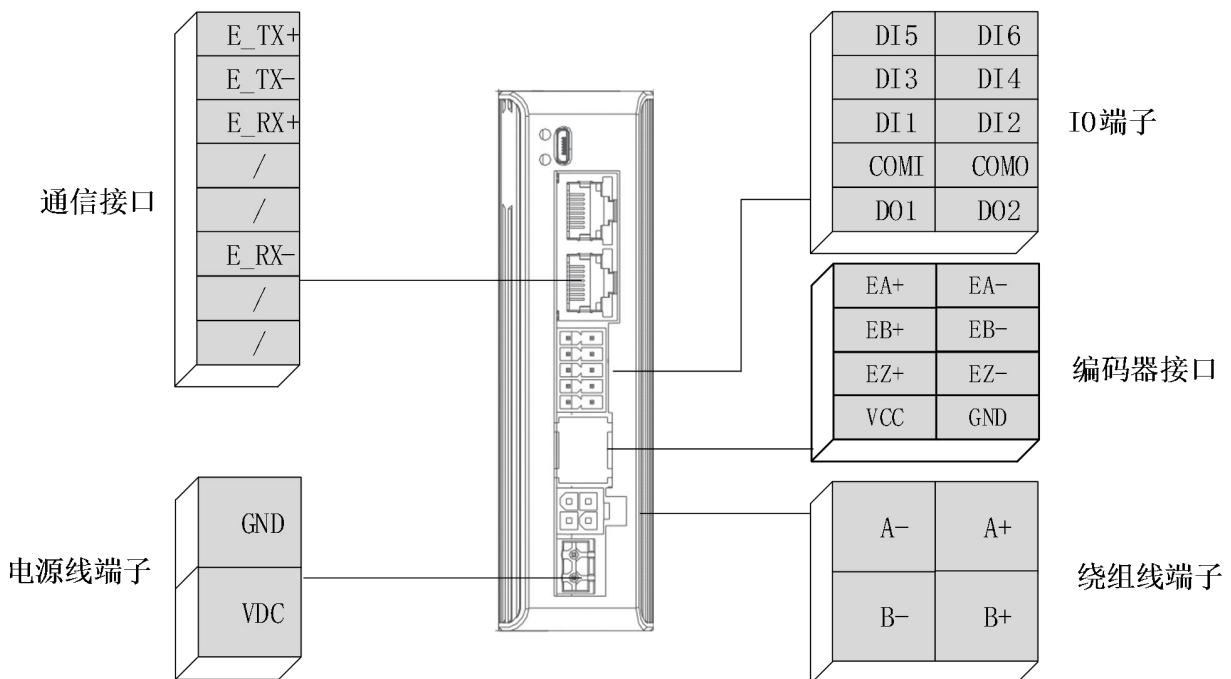 通信接口
E_TX+
E_TX-
E_RX+
/
/
E_RX-
/
/
电源线端子
GND
VDC
DI5 DI6
DI3 DI4
DI1 DI2
COMI COMO
DO1 DO2
IO端子
EA+ EA-
EB+ EB-
EZ+ EZ-
VCC GND
编码器接口
A- A+
B- B+
绕组线端子